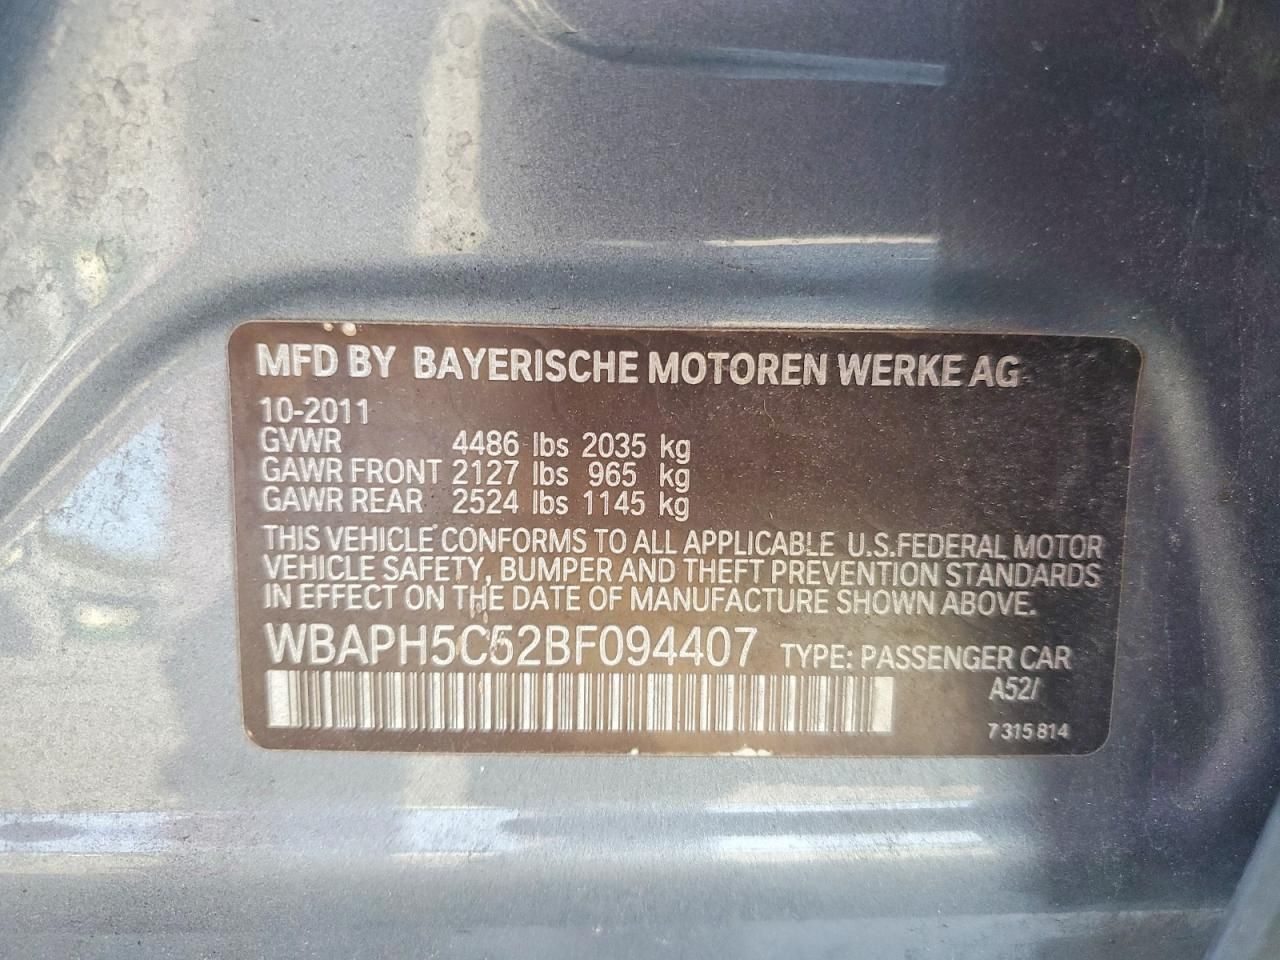 MFD BY BAYERISCHE MOTOREN WERKE AG
10-2011
GVWR 4486 lbs 2035 kg
GAWR FRONT 2127 lbs 965 kg
GAWR REAR 2524 lbs 1145 kg
THIS VEHICLE CONFORMS TO ALL APPLICABLE U.S.FEDERAL MOTOR
VEHICLE SAFETY, BUMPER AND THEFT PREVENTION STANDARDS
IN EFFECT ON THE DATE OF MANUFACTURE SHOWN ABOVE.
WBAPH5C52BF094407 TYPE: PASSENGER CAR
A52/
7 315 814